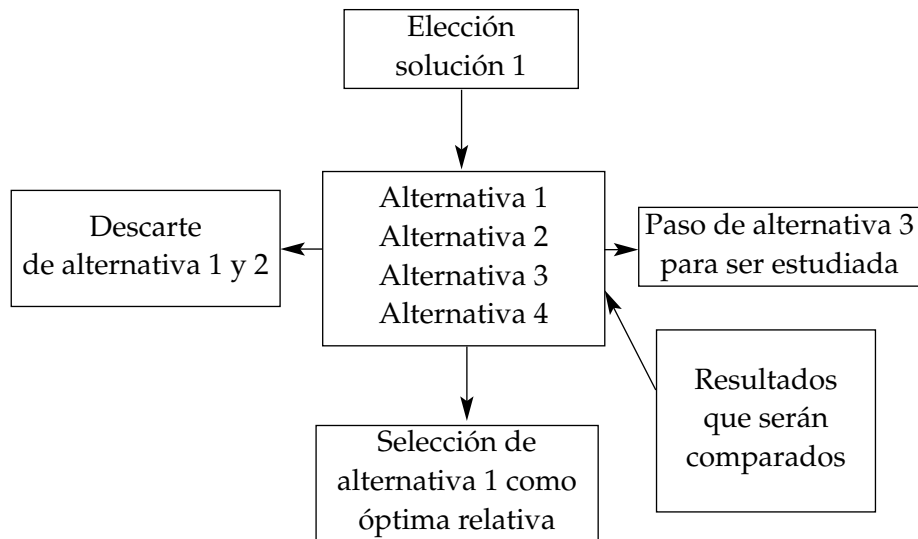 Elección
solución 1
Alternativa 1
Alternativa 2
Alternativa 3
Alternativa 4
Descarte
de alternativa 1 y 2
Paso de alternativa 3
para ser estudiada
Resultados
que serán
comparados
Selección de
alternativa 1 como
óptima relativa